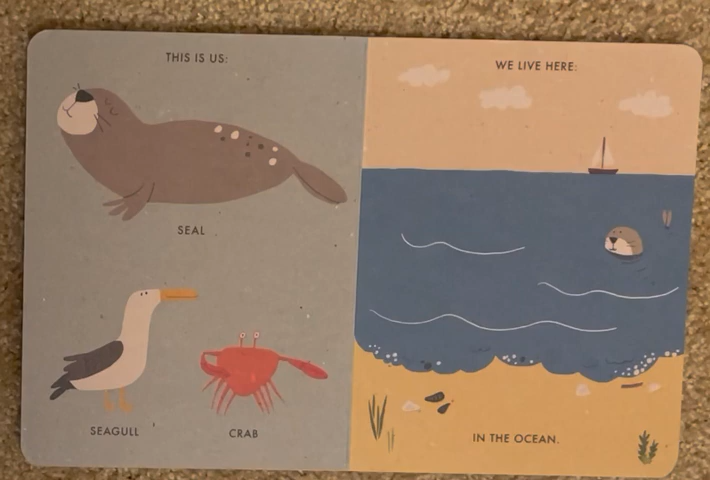 THIS IS US:
SEAL
SEAGULL
CRAB
WE LIVE HERE:
IN THE OCEAN.